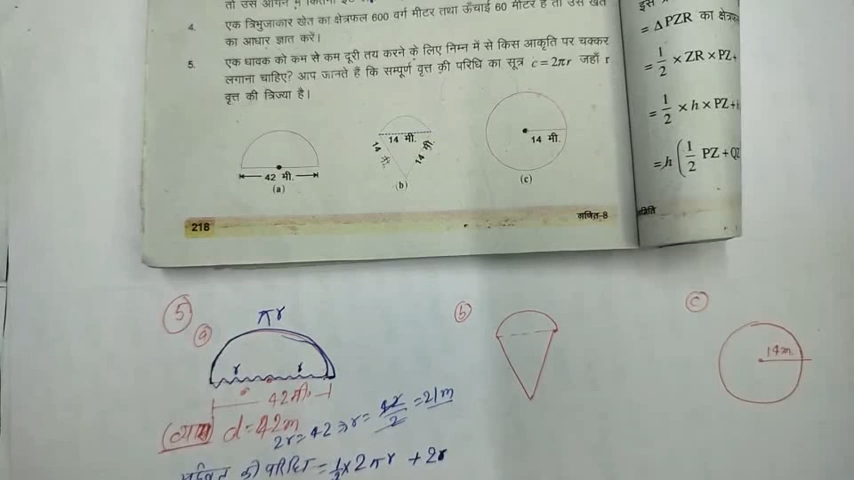 4. एक त्रिभुजाकार खेत का क्षेत्रफल 600 वर्ग मीटर तथा ऊँचाई 60 मीटर है तो उस खेत
का आधार ज्ञात करें।
5. एक धावक को कम से कम दूरी तय करने के लिए निम्न में से किस आकृति पर चक्कर
लगाना चाहिए? आप जानते हैं कि सम्पूर्ण वृत्त की परिधि का सूत्र c = 2πr जहाँ r
वृत्त की त्रिज्या है।
42 मी.
(a)
14 मी.
14 मी.
14 मी.
(b)
14 मी.
(c)
218
गणित-8
= ΔPZR का
= 1/2 × ZR × PZ+
= 1/2 × h × PZ+
=h (1/2 PZ +
5
a
πr
r r
42मी
(व्यास) d = 42m
2r = 42 ⇒ r = 42/2 = 21m
की परिधि = 1/2 × 2πr + 2r
b
c
14m